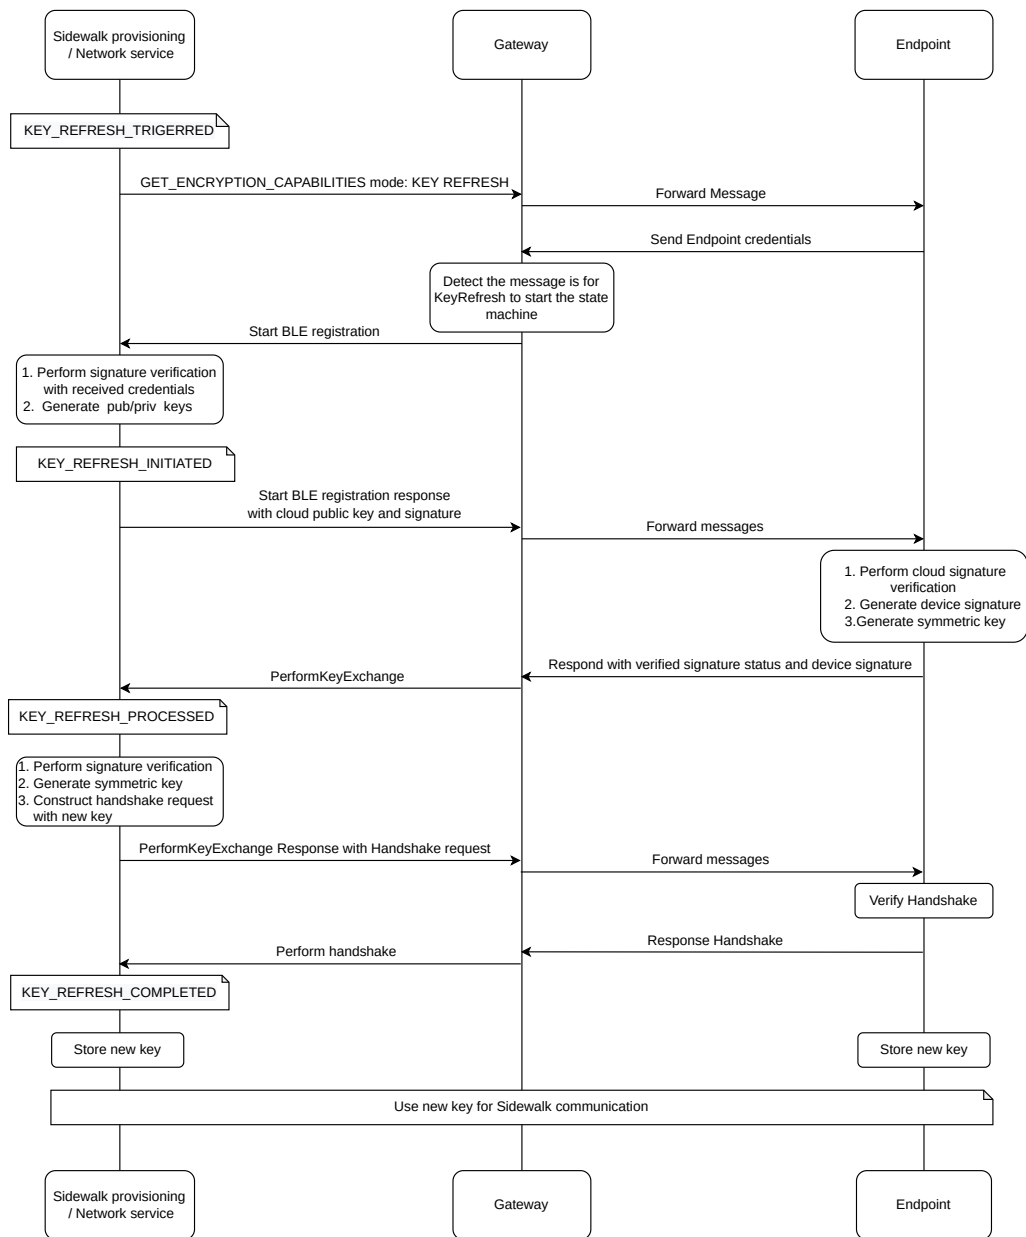 Sidewalk provisioning
/ Network service
Gateway
Endpoint
KEY_REFRESH_TRIGERRED
GET_ENCRYPTION_CAPABILITIES mode: KEY REFRESH
Forward Message
Send Endpoint credentials
Detect the message is for
KeyRefresh to start the state
machine
Start BLE registration
1. Perform signature verification
with received credentials
2. Generate pub/priv keys
KEY_REFRESH_INITIATED
Start BLE registration response
with cloud public key and signature
Forward messages
1. Perform cloud signature
verification
2. Generate device signature
3.Generate symmetric key
Respond with verified signature status and device signature
PerformKeyExchange
KEY_REFRESH_PROCESSED
1. Perform signature verification
2. Generate symmetric key
3. Construct handshake request
with new key
PerformKeyExchange Response with Handshake request
Forward messages
Verify Handshake
Response Handshake
Perform handshake
KEY_REFRESH_COMPLETED
Store new key
Store new key
Use new key for Sidewalk communication
Sidewalk provisioning
/ Network service
Gateway
Endpoint